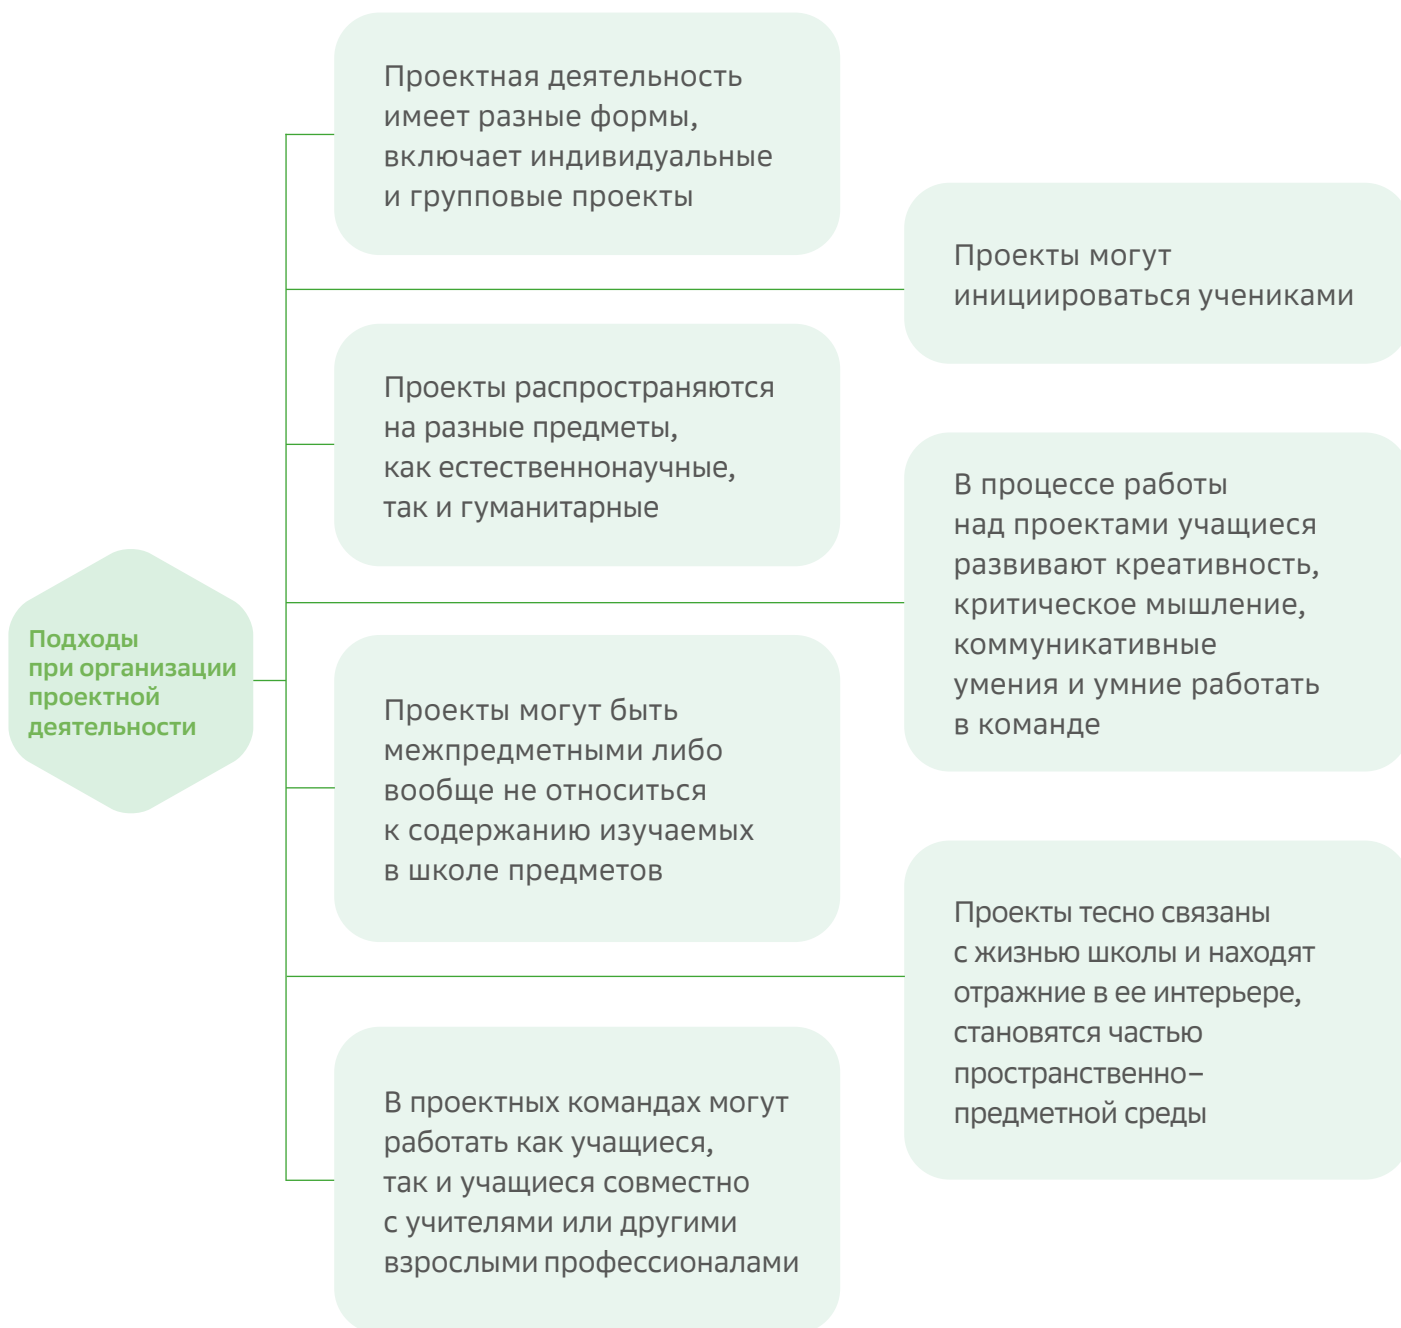 Подходы
при организации
проектной
деятельности
Проектная деятельность
имеет разные формы,
включает индивидуальные
и групповые проекты
Проекты могут
инициироваться учениками
Проекты распространяются
на разные предметы,
как естественнонаучные,
так и гуманитарные
В процессе работы
над проектами учащиеся
развивают креативность,
критическое мышление,
коммуникативные
умения и умние работать
в команде
Проекты могут быть
межпредметными либо
вообще не относиться
к содержанию изучаемых
в школе предметов
Проекты тесно связаны
с жизнью школы и находят
отражние в ее интерьере,
становятся частью
пространственно–
предметной среды
В проектных командах могут
работать как учащиеся,
так и учащиеся совместно
с учителями или другими
взрослыми профессионалами